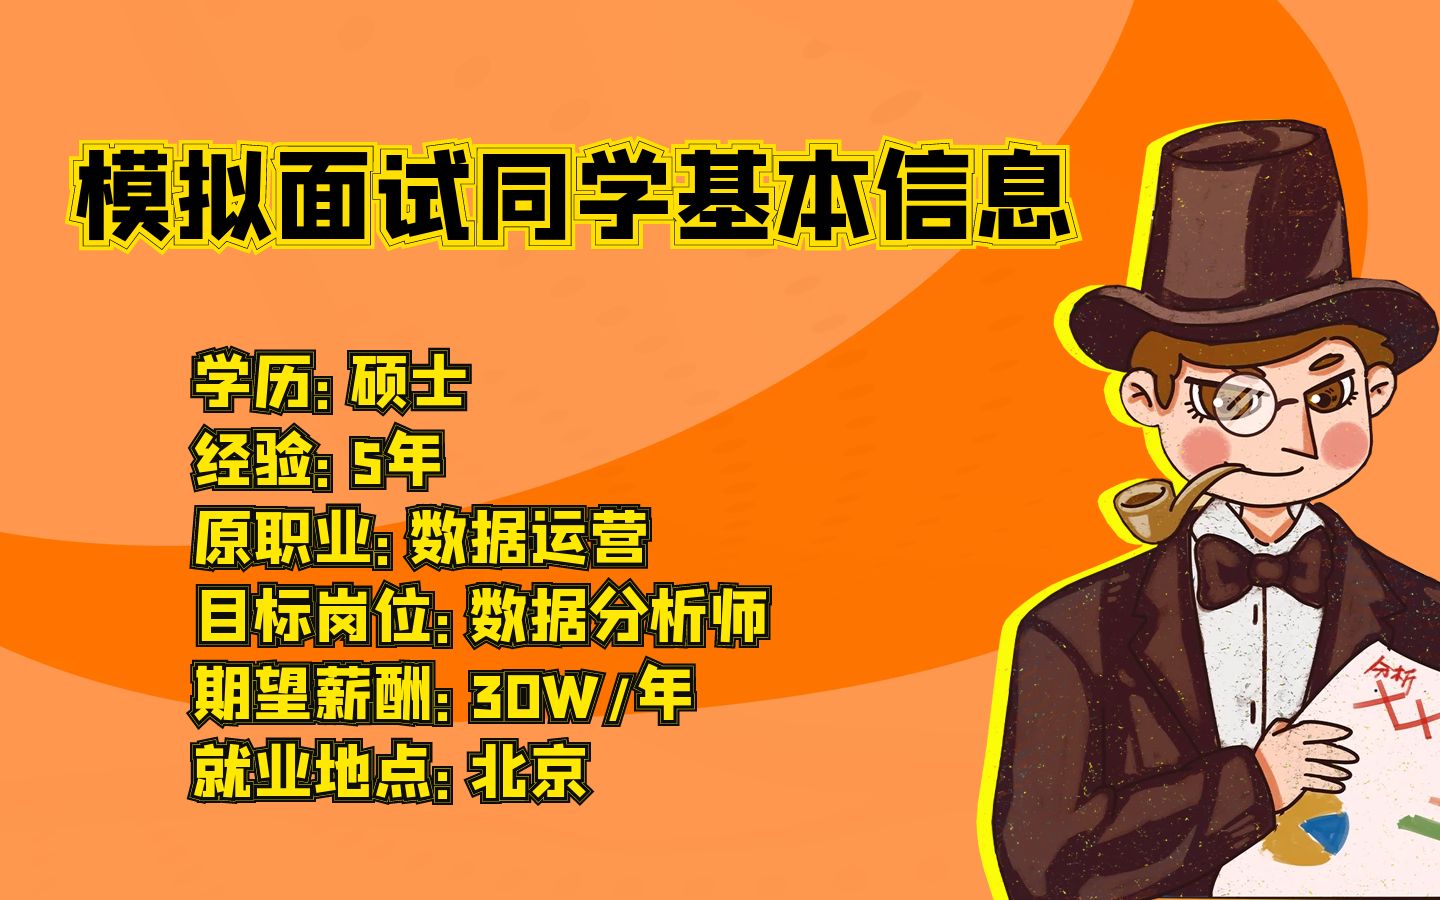 模拟面试同学基本信息
学历: 硕士
经验: 5年
原职业: 数据运营
目标岗位: 数据分析师
期望薪酬: 30W/年
就业地点: 北京
分析